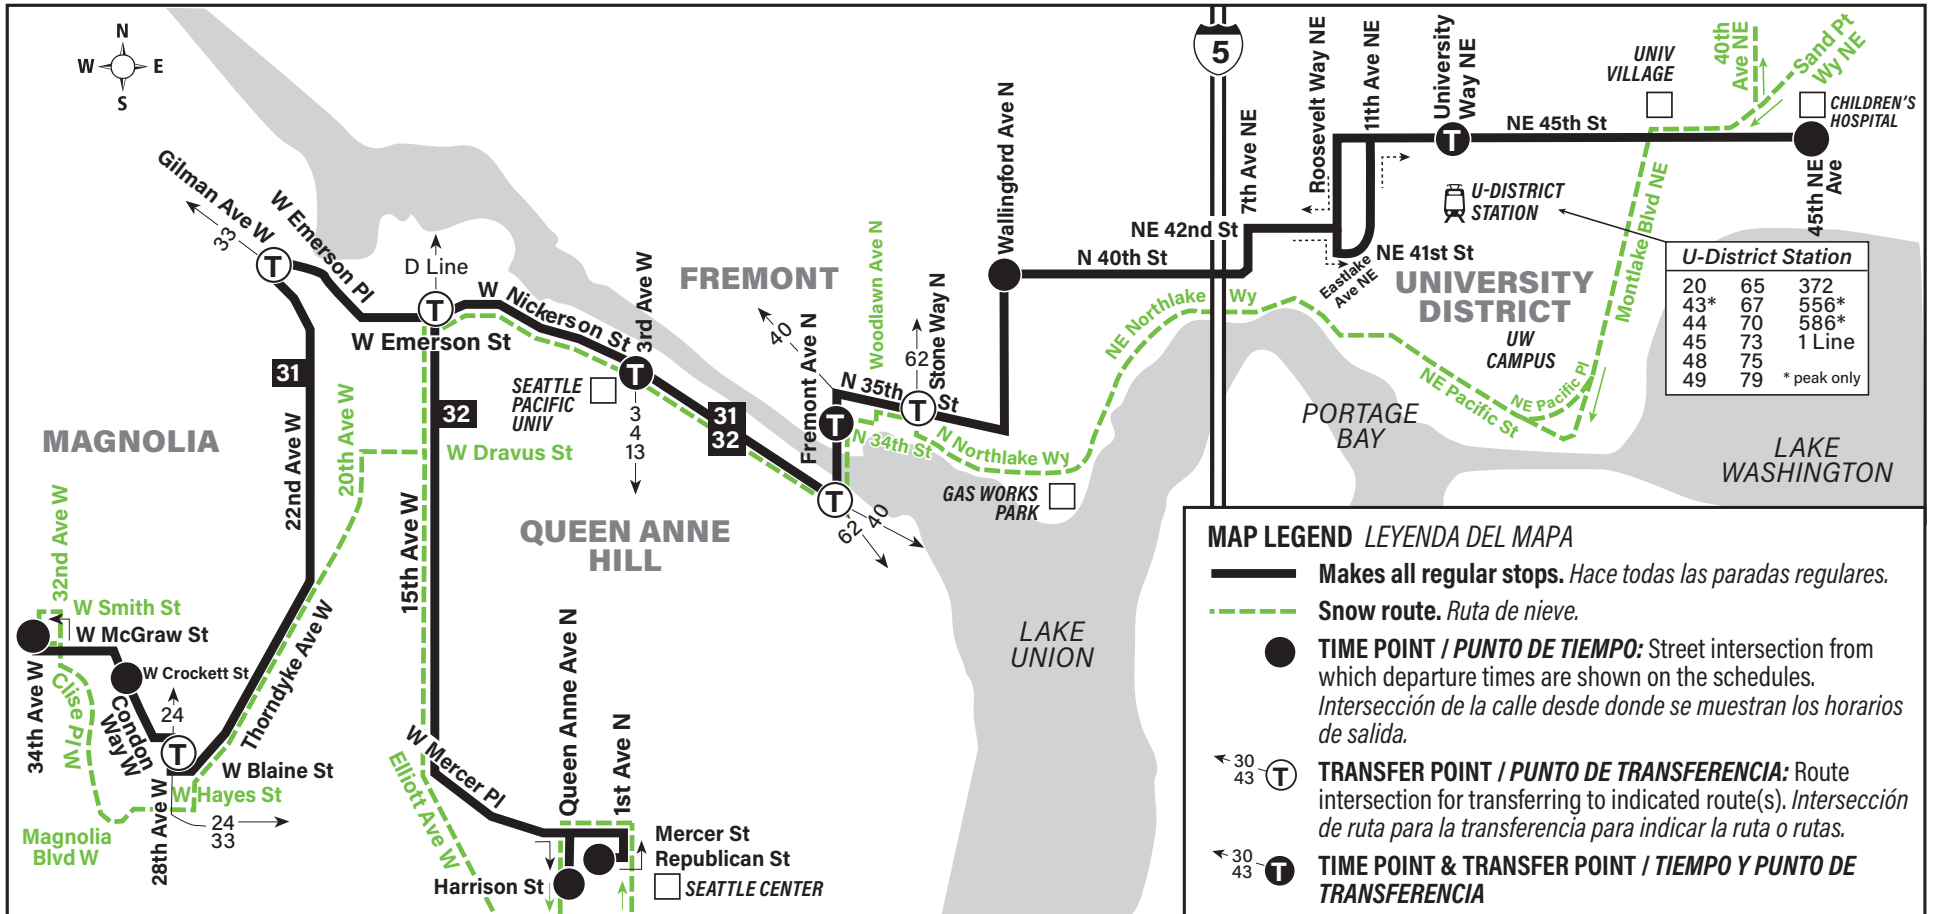 N
W E
S
5
Gilman Ave W
33
W Emerson Pl
D Line
W Emerson St
W Nickerson St
3rd Ave W
31
22nd Ave W
MAGNOLIA
20th Ave W
32
W Dravus St
15th Ave W
SEATTLE
PACIFIC
UNIV
3
4
13
31
32
QUEEN ANNE
HILL
FREMONT
40
Fremont Ave N
N 35th St
Woodlawn Ave N
62
Stone Way N
N 34th St
N Northlake Wy
62
40
GAS WORKS
PARK
Wallingford Ave N
N 40th St
NE Northlake Wy
7th Ave NE
NE 42nd St
Roosevelt Way NE
11th Ave NE
NE 41st St
Eastlake
Ave NE
University
Way NE
NE 45th St
U-DISTRICT
STATION
UNIV
VILLAGE
40th
Ave NE
Sand Pt
Wy NE
CHILDREN'S
HOSPITAL
45th NE
Ave
Montlake Blvd NE
UNIVERSITY
DISTRICT
UW
CAMPUS
NE Pacific St
NE Pacific Pl
U-District Station
20 65 372
43* 67 556*
44 70 586*
45 73 1 Line
48 75
49 79 * peak only
PORTAGE
BAY
LAKE
WASHINGTON
LAKE
UNION
32nd Ave W
W Smith St
W McGraw St
W Crockett St
24
34th Ave W
Clise Pl W
Condon
Way W
Thorndyke Ave W
W Blaine St
W Hayes St
Magnolia
Blvd W
28th Ave W
24
33
Elliott Ave W
W Mercer Pl
Queen Anne Ave N
1st Ave N
Mercer St
Republican St
Harrison St
SEATTLE CENTER
T
T
T
T
T
T
T
T
MAP LEGEND LEYENDA DEL MAPA
Makes all regular stops. Hace todas las paradas regulares.
Snow route. Ruta de nieve.
TIME POINT / PUNTO DE TIEMPO: Street intersection from
which departure times are shown on the schedules.
Intersección de la calle desde donde se muestran los horarios
de salida.
30
43 T
TRANSFER POINT / PUNTO DE TRANSFERENCIA: Route
intersection for transferring to indicated route(s). Intersección
de ruta para la transferencia para indicar la ruta o rutas.
30
43 T
TIME POINT & TRANSFER POINT / TIEMPO Y PUNTO DE
TRANSFERENCIA